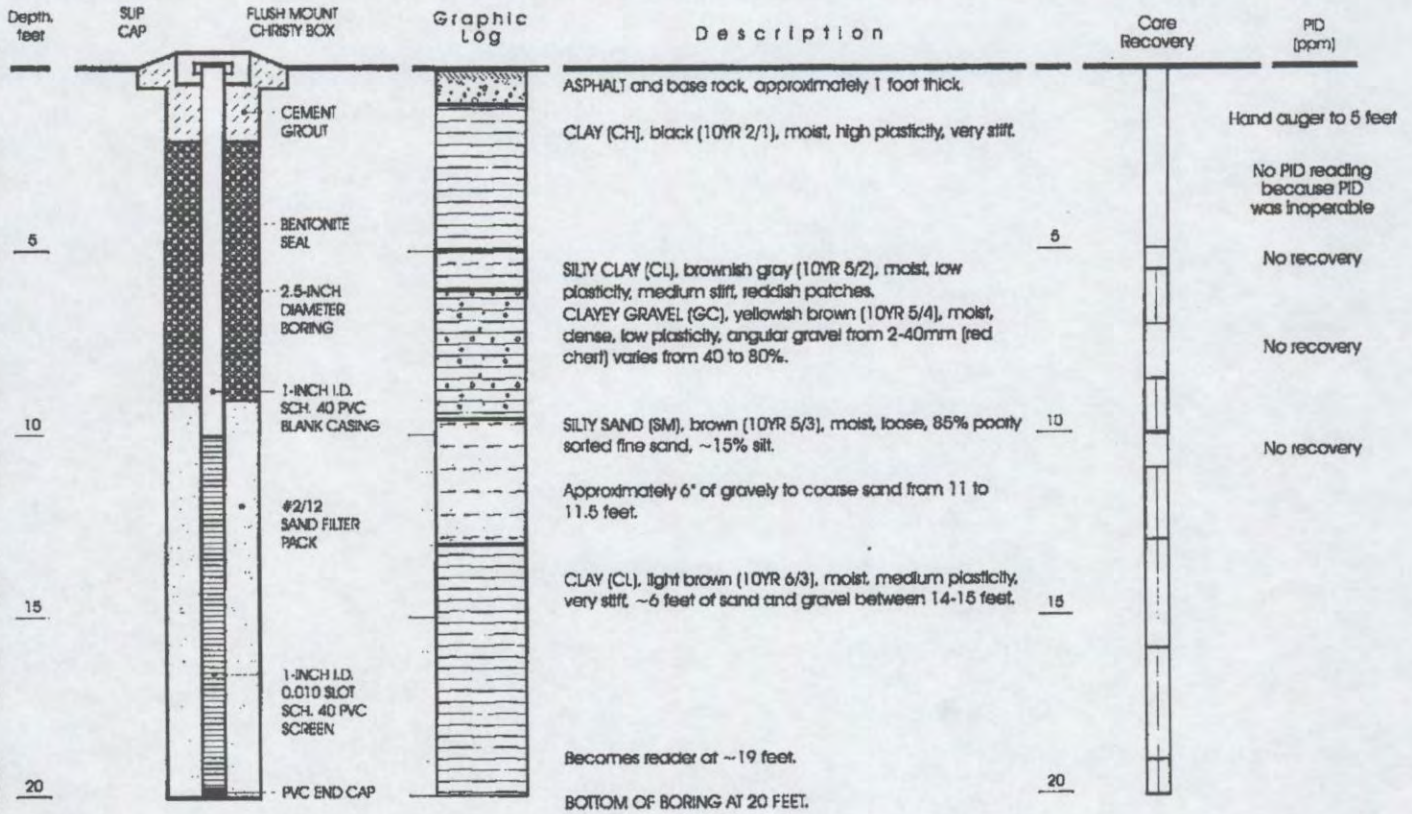 Depth,
feet
SLIP
CAP
FLUSH MOUNT
CHRISTY BOX
Graphic
Log
Description
Core
Recovery
PID
(ppm)
CEMENT
GROUT
BENTONITE
SEAL
5
2.5-INCH
DIAMETER
BORING
1-INCH I.D.
SCH. 40 PVC
BLANK CASING
10
#2/12
SAND FILTER
PACK
15
1-INCH I.D.
0.010 SLOT
SCH. 40 PVC
SCREEN
20
PVC END CAP
ASPHALT and base rock, approximately 1 foot thick.
CLAY (CH), black (10YR 2/1), moist, high plasticity, very stiff.
SILTY CLAY (CL), brownish gray (10YR 5/2), moist, low
plasticity, medium stiff, reddish patches.
CLAYEY GRAVEL (GC), yellowish brown (10YR 5/4), moist,
dense, low plasticity, angular gravel from 2-40mm (red
chert) varies from 40 to 80%.
SILTY SAND (SM), brown (10YR 5/3), moist, loose, 85% poorly
sorted fine sand, ~15% silt.
Approximately 6" of gravely to coarse sand from 11 to
11.5 feet.
CLAY (CL), light brown (10YR 6/3), moist, medium plasticity,
very stiff, ~6 feet of sand and gravel between 14-15 feet.
Becomes reader at ~19 feet.
BOTTOM OF BORING AT 20 FEET.
5
10
15
20
Hand auger to 5 feet
No PID reading
because PID
was inoperable
No recovery
No recovery
No recovery